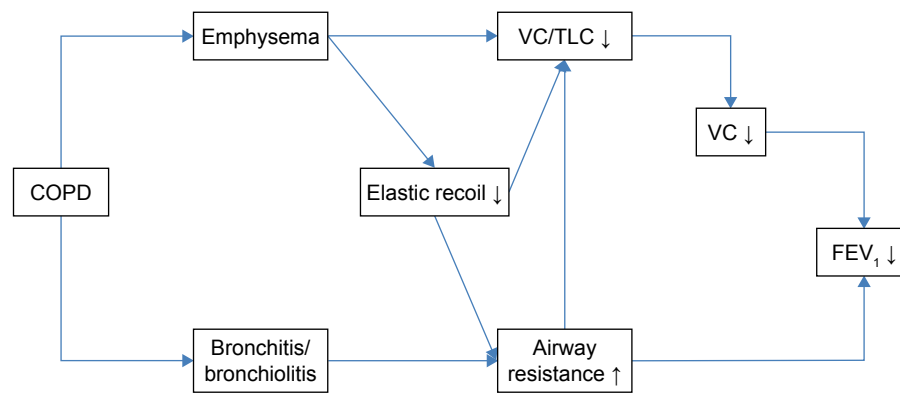 Emphysema
VC/TLC ↓
VC ↓
COPD
Elastic recoil ↓
FEV₁ ↓
Bronchitis/
bronchiolitis
Airway
resistance ↑